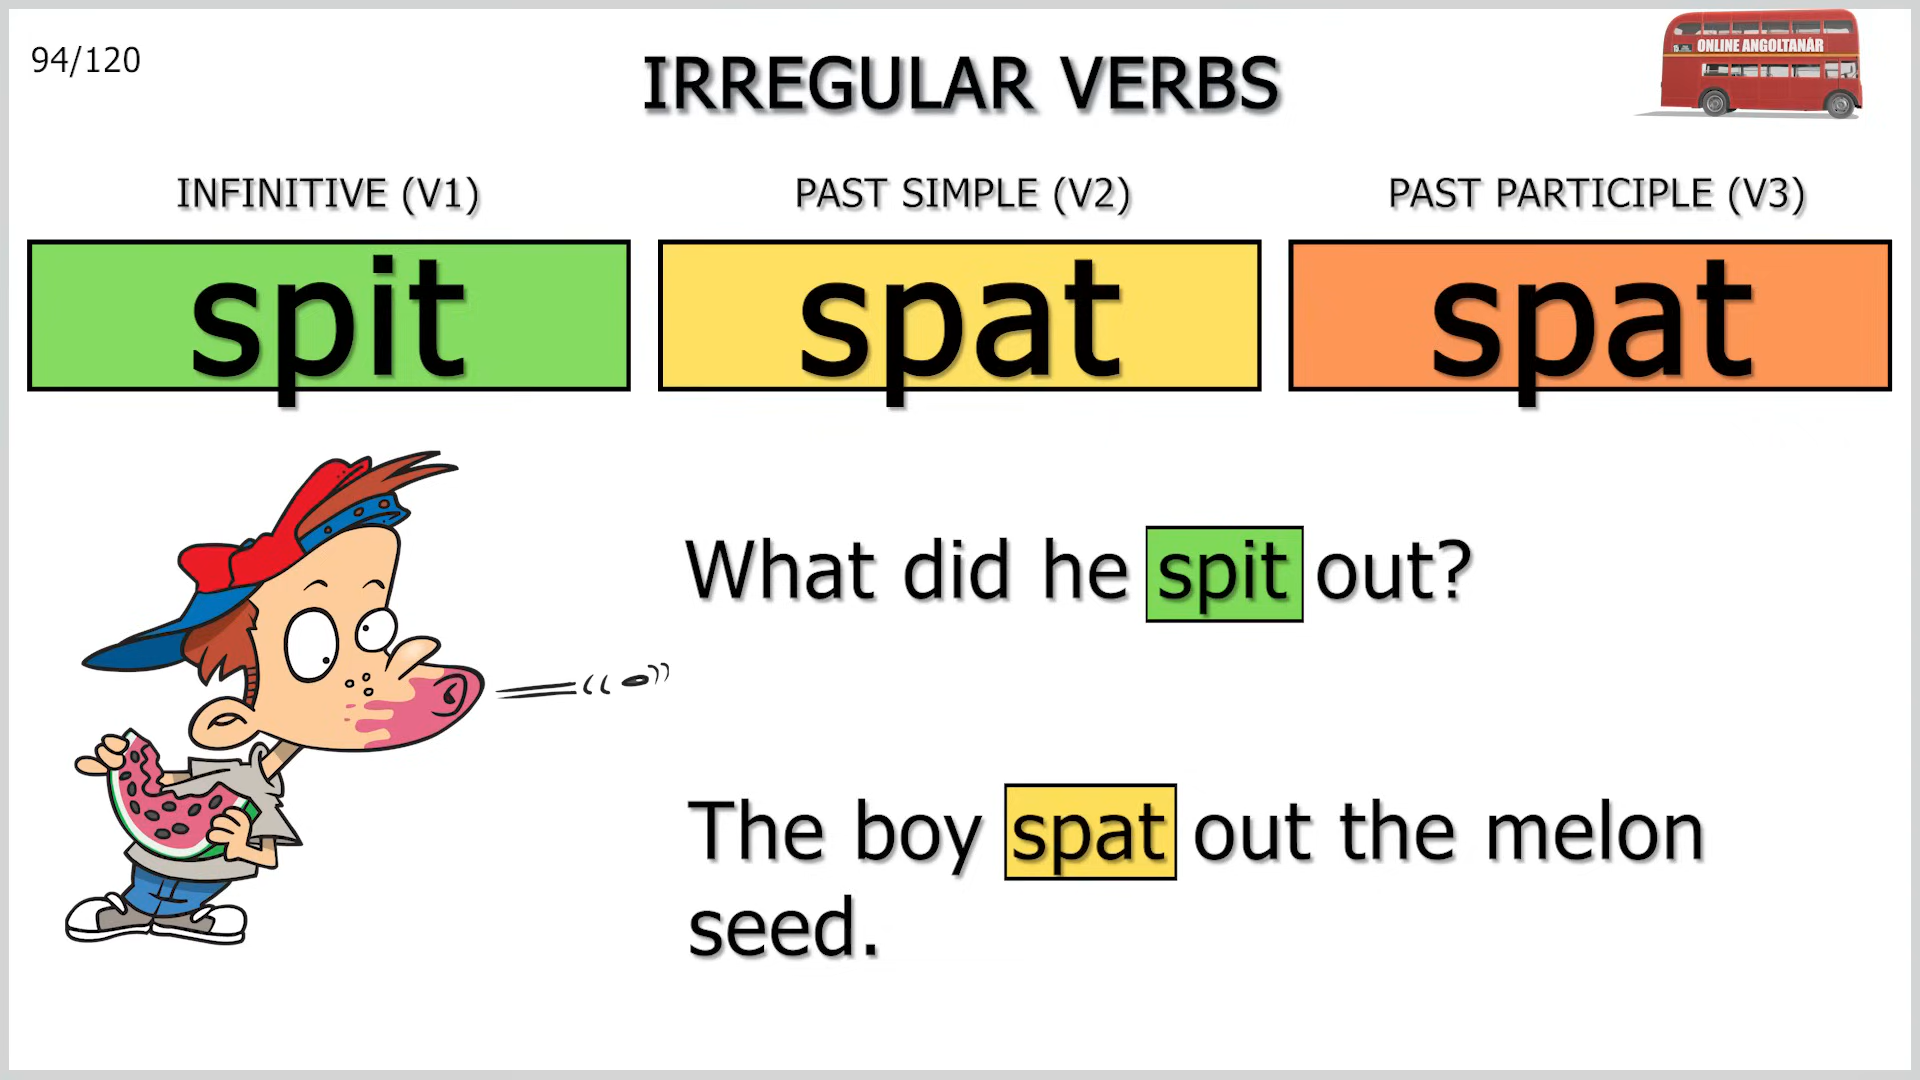 94/120
IRREGULAR VERBS
ONLINE ANGOLTANÁR
INFINITIVE (V1) PAST SIMPLE (V2) PAST PARTICIPLE (V3)
spit spat spat
What did he spit out?
The boy spat out the melon
seed.